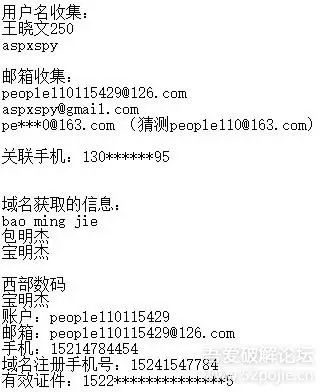 用户名收集：
王晓文250
aspxspy
邮箱收集：
people110115429@126.com
aspxspy@gmail.com
pe***0@163.com （猜测people110@163.com）
关联手机：130******95
域名获取的信息：
bao ming jie
包明杰
宝明杰
西部数码
宝明杰
账户：people110115429
邮箱：people110115429@126.com
手机：15214784454
域名注册手机号：15241547784
有效证件：1522*************5
吾爱破解论坛
www.52pojie.cn